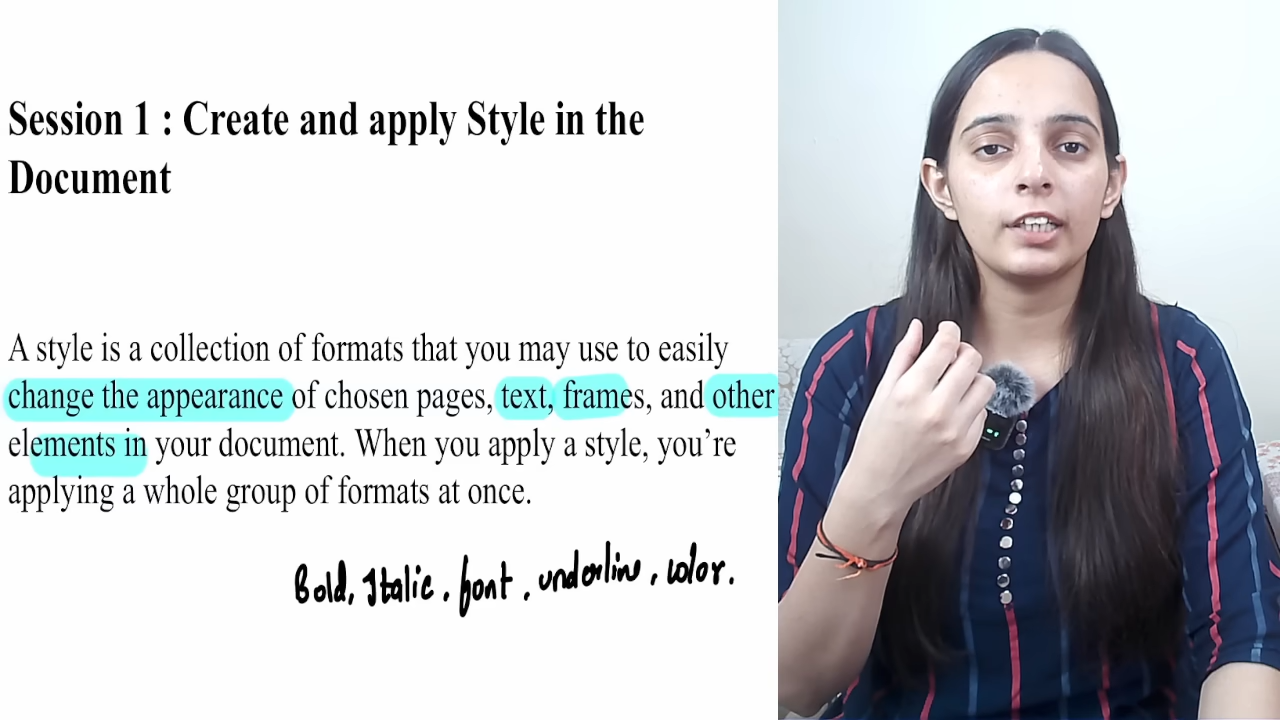 Session 1 : Create and apply Style in the
Document
A style is a collection of formats that you may use to easily
change the appearance of chosen pages, text, frames, and other
elements in your document. When you apply a style, you’re
applying a whole group of formats at once.
Bold, Italic, font, underline, color.